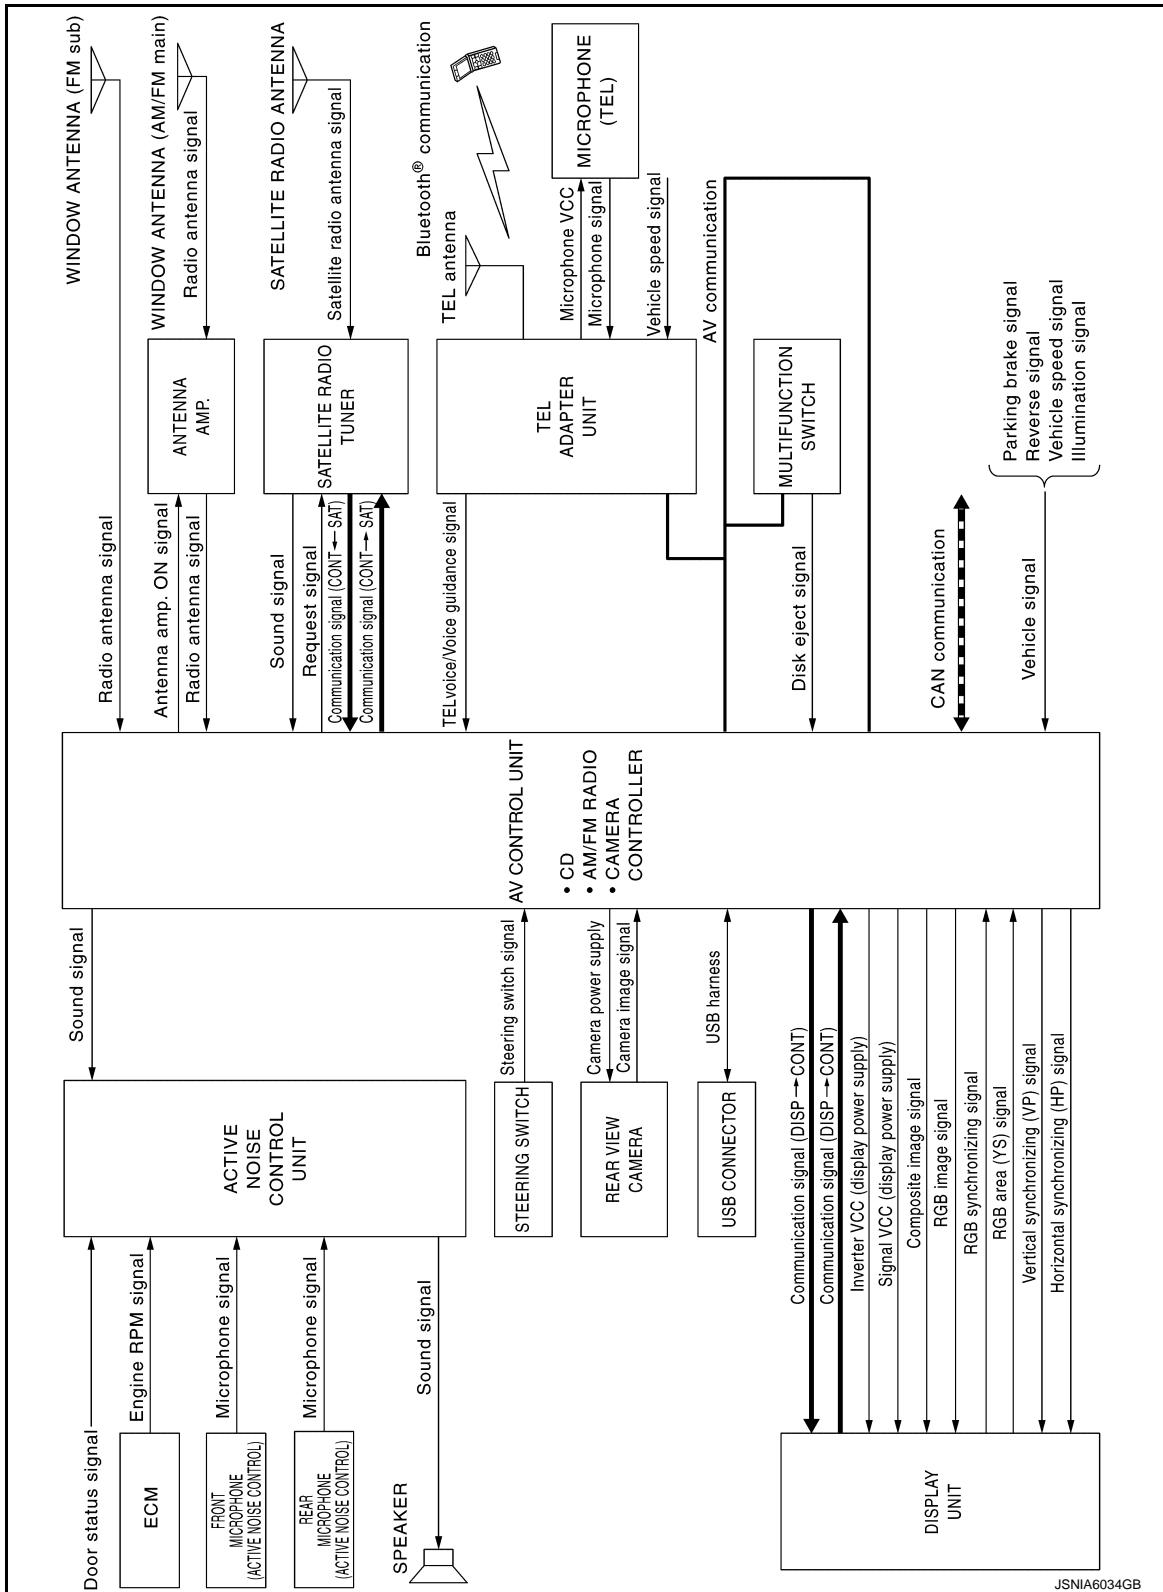 WINDOW ANTENNA (FM sub)
Radio antenna signal
WINDOW ANTENNA (AM/FM main)
Radio antenna signal
ANTENNA
AMP.
Antenna amp. ON signal
Radio antenna signal
SATELLITE RADIO ANTENNA
Satellite radio antenna signal
SATELLITE RADIO
TUNER
Sound signal
Request signal
Communication signal (CONT ← SAT)
Communication signal (CONT → SAT)
Bluetooth® communication
TEL antenna
MICROPHONE
(TEL)
Microphone VCC
Microphone signal
Vehicle speed signal
TEL
ADAPTER
UNIT
TELvoice/Voice guidance signal
AV communication
MULTIFUNCTION
SWITCH
Disk eject signal
CAN communication
Parking brake signal
Reverse signal
Vehicle speed signal
Illumination signal
Vehicle signal
AV CONTROL UNIT
• CD
• AM/FM RADIO
• CAMERA
CONTROLLER
Sound signal
ACTIVE
NOISE
CONTROL
UNIT
Door status signal
ECM
Engine RPM signal
FRONT
MICROPHONE
(ACTIVE NOISE CONTROL)
Microphone signal
REAR
MICROPHONE
(ACTIVE NOISE CONTROL)
Microphone signal
SPEAKER
Sound signal
Steering switch signal
STEERING SWITCH
Camera power supply
Camera image signal
REAR VIEW
CAMERA
USB harness
USB CONNECTOR
Communication signal (DISP → CONT)
Communication signal (DISP → CONT)
Inverter VCC (display power supply)
Signal VCC (display power supply)
Composite image signal
RGB image signal
RGB synchronizing signal
RGB area (YS) signal
Vertical synchronizing (VP) signal
Horizontal synchronizing (HP) signal
DISPLAY
UNIT
JSNIA6034GB